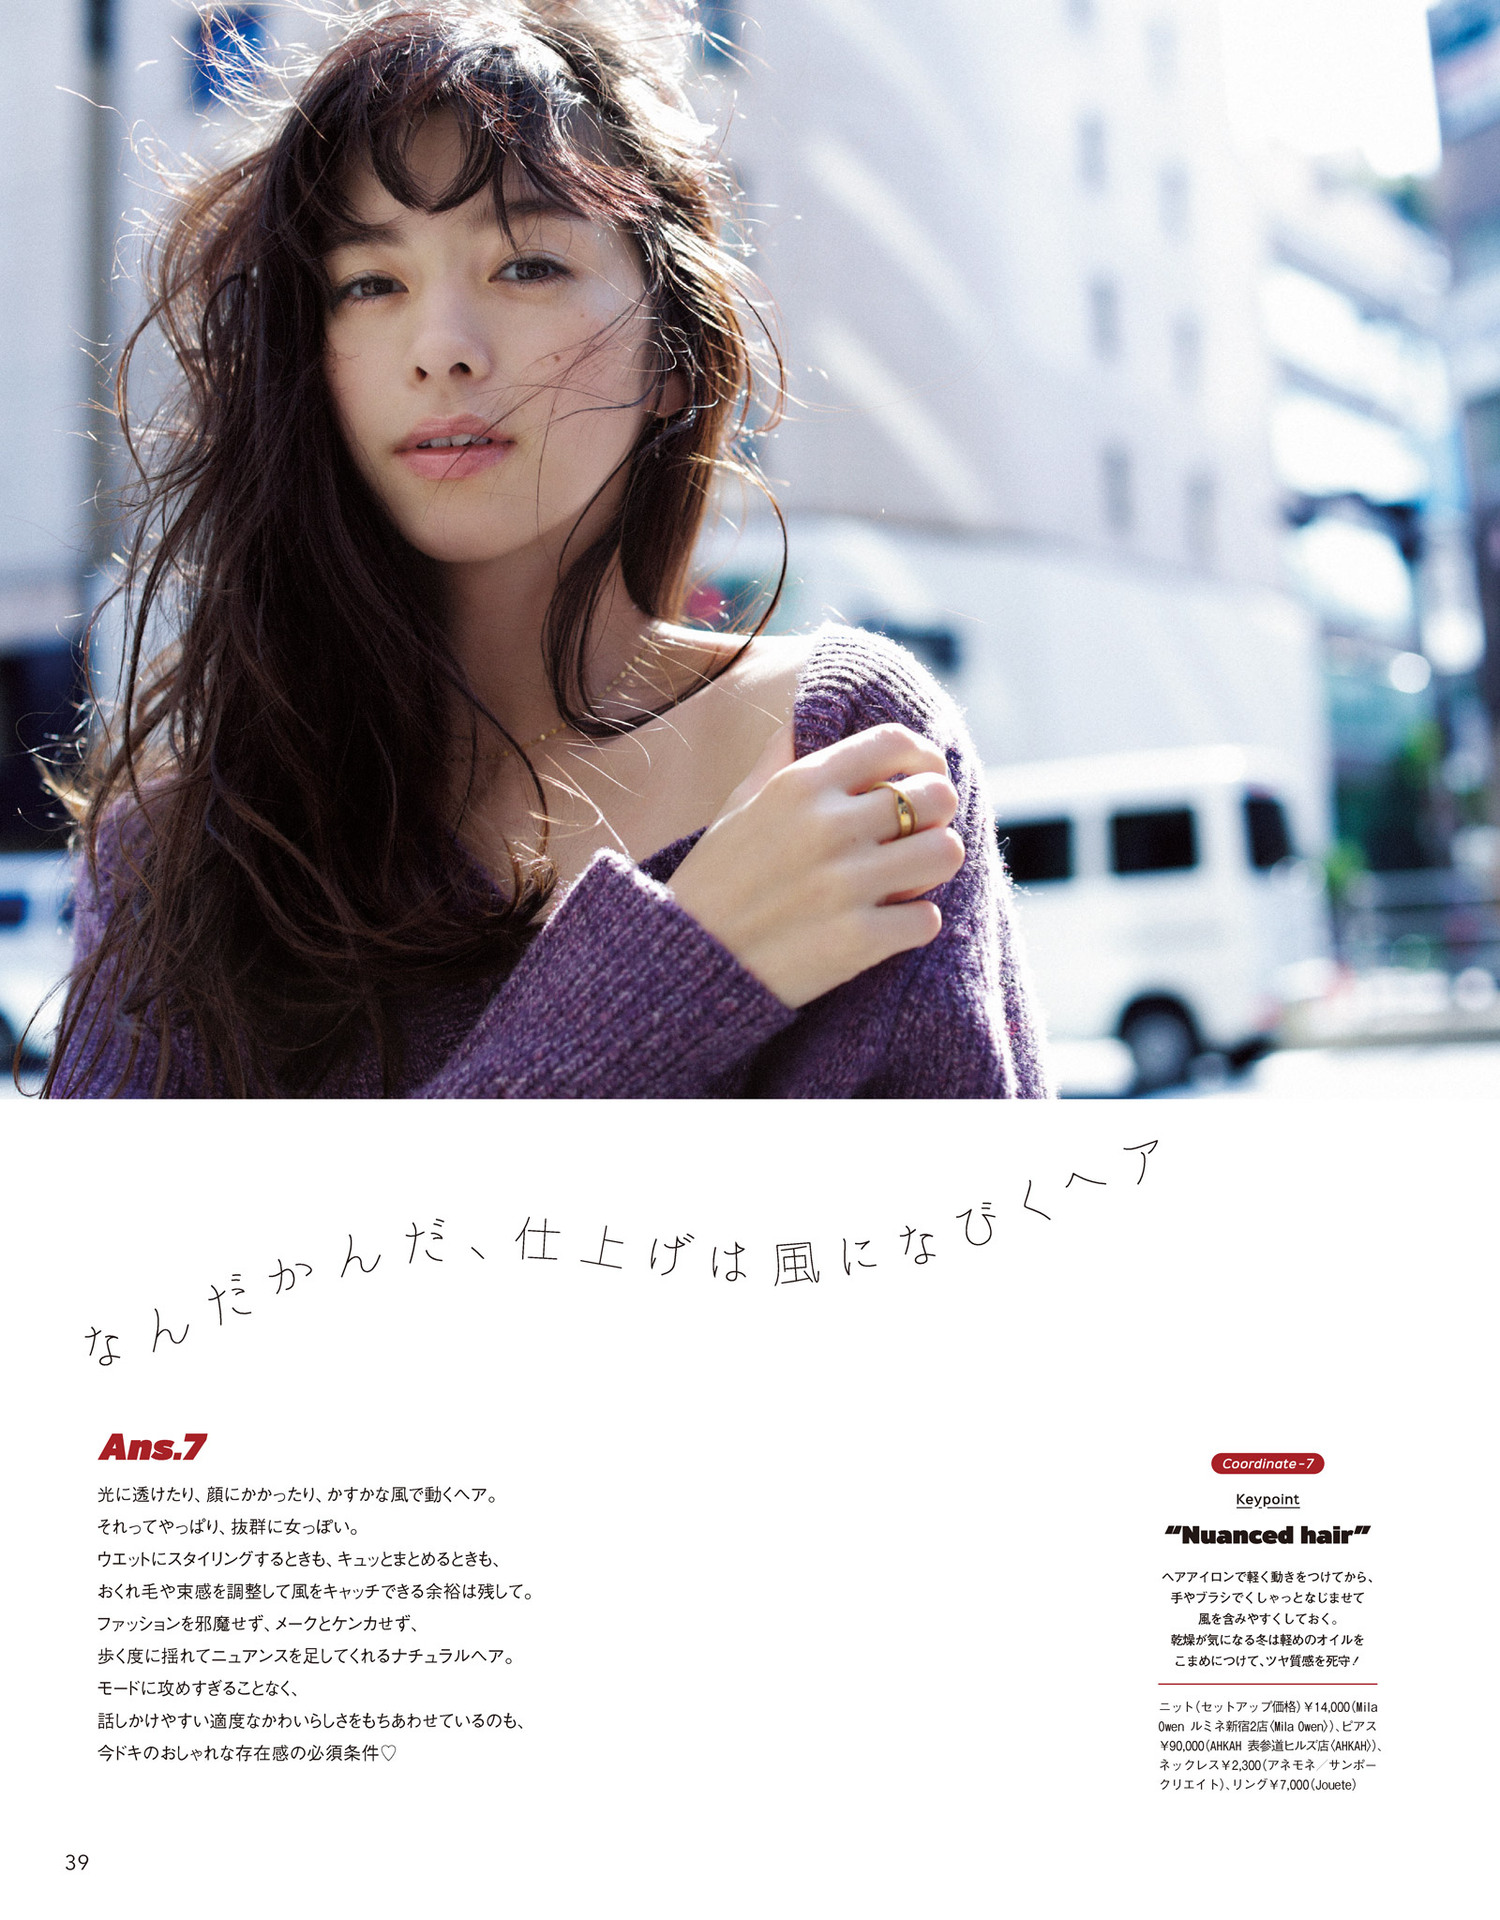 なんだかんだ、仕上げは風になびくヘア
Ans.7
光に透けたり、顔にかかったり、かすかな風で動くヘア。
それってやっぱり、抜群に女っぽい。
ウエットにスタイリングするときも、キュッとまとめるときも、
おくれ毛や束感を調整して風をキャッチできる余裕は残して。
ファッションを邪魔せず、メークとケンカせず、
歩く度に揺れてニュアンスを足してくれるナチュラルヘア。
モードに攻めすぎることなく、
話しかけやすい適度なかわいらしさをもちあわせているのも、
今ドキのおしゃれな存在感の必須条件♡
Coordinate-7
Keypoint
“Nuanced hair”
ヘアアイロンで軽く動きをつけてから、
手やブラシでくしゃっとなじませて
風を含みやすくしておく。
乾燥が気になる冬は軽めのオイルを
こまめにつけて、ツヤ質感を死守！
ニット（セットアップ価格）￥14,000（Mila
Owen ルミネ新宿2店〈Mila Owen〉）、ピアス
￥90,000（AHKAH 表参道ヒルズ店〈AHKAH〉）、
ネックレス￥2,300（アネモネ／サンポー
クリエイト）、リング￥7,000（Jouete）
39